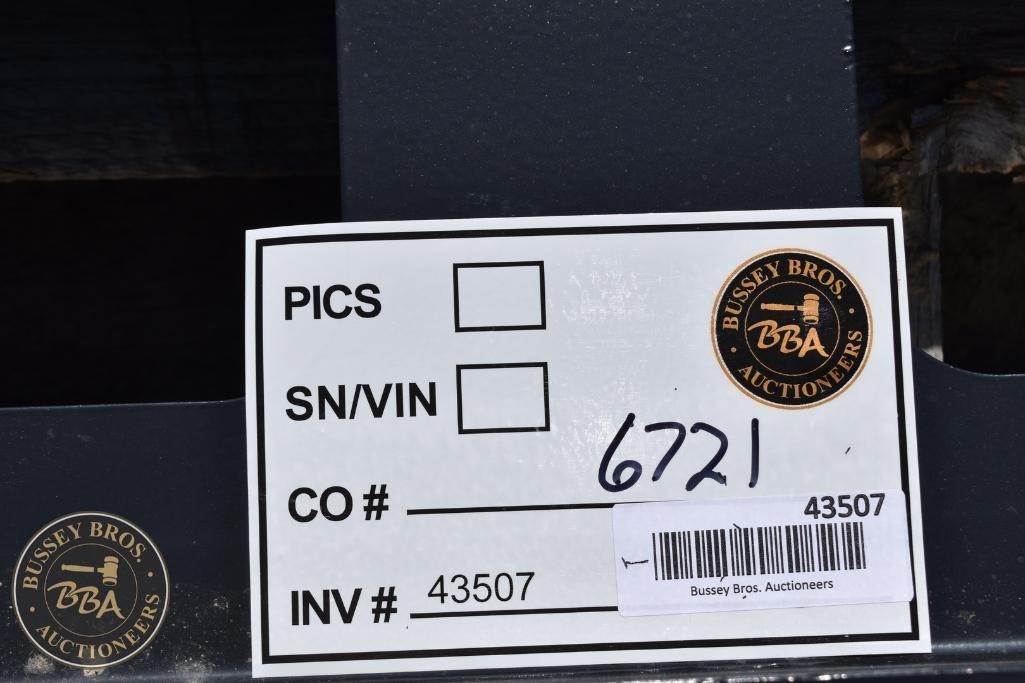 PICS
BUSSEY BROS.
BBA
AUCTIONEERS
SN/VIN
6721
CO #
43507
Bussey Bros. Auctioneers
INV # 43507
BUSSEY BROS.
BBA
AUCTIONEERS